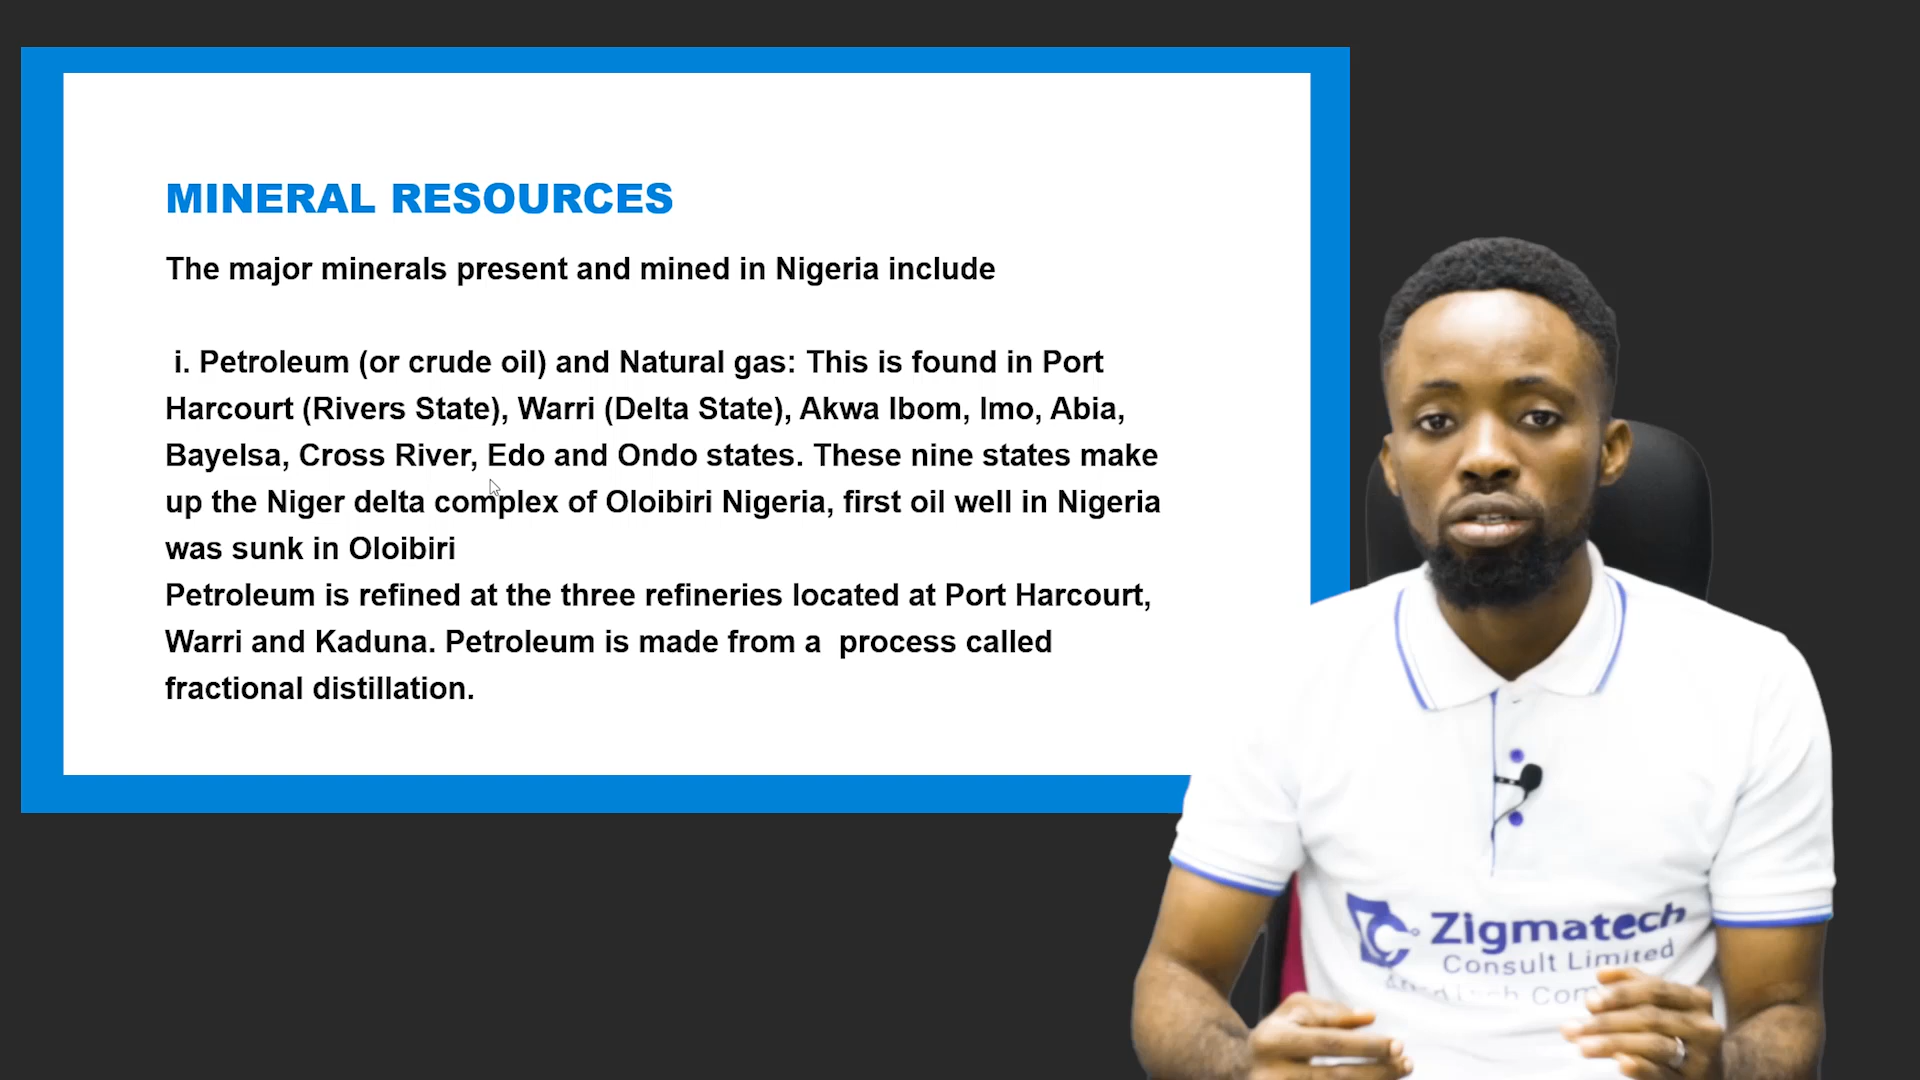 MINERAL RESOURCES
The major minerals present and mined in Nigeria include
i. Petroleum (or crude oil) and Natural gas: This is found in Port
Harcourt (Rivers State), Warri (Delta State), Akwa Ibom, Imo, Abia,
Bayelsa, Cross River, Edo and Ondo states. These nine states make
up the Niger delta complex of Oloibiri Nigeria, first oil well in Nigeria
was sunk in Oloibiri
Petroleum is refined at the three refineries located at Port Harcourt,
Warri and Kaduna. Petroleum is made from a process called
fractional distillation.
Zigmatech
Consult Limited